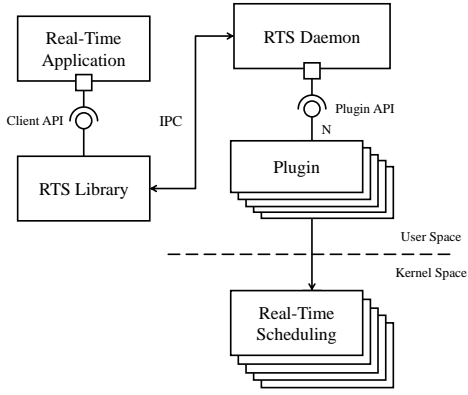 Real-Time
Application
RTS Daemon
Client API
IPC
Plugin API
N
RTS Library
Plugin
User Space
Kernel Space
Real-Time
Scheduling